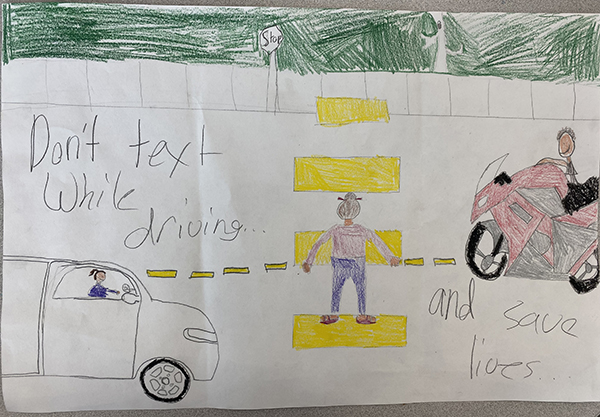 Stop
Don't text
While
driving...
and save
lives...